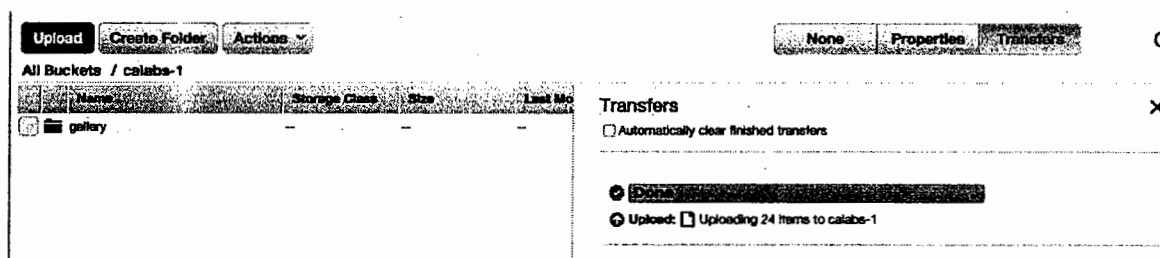 Upload Create Folder Actions None Properties Transfers
All Buckets / calabs-1
Name Storage Class Size Last Mo
gallery -- -- --
Transfers
Automatically clear finished transfers
Done
Upload: Uploading 24 items to calabs-1